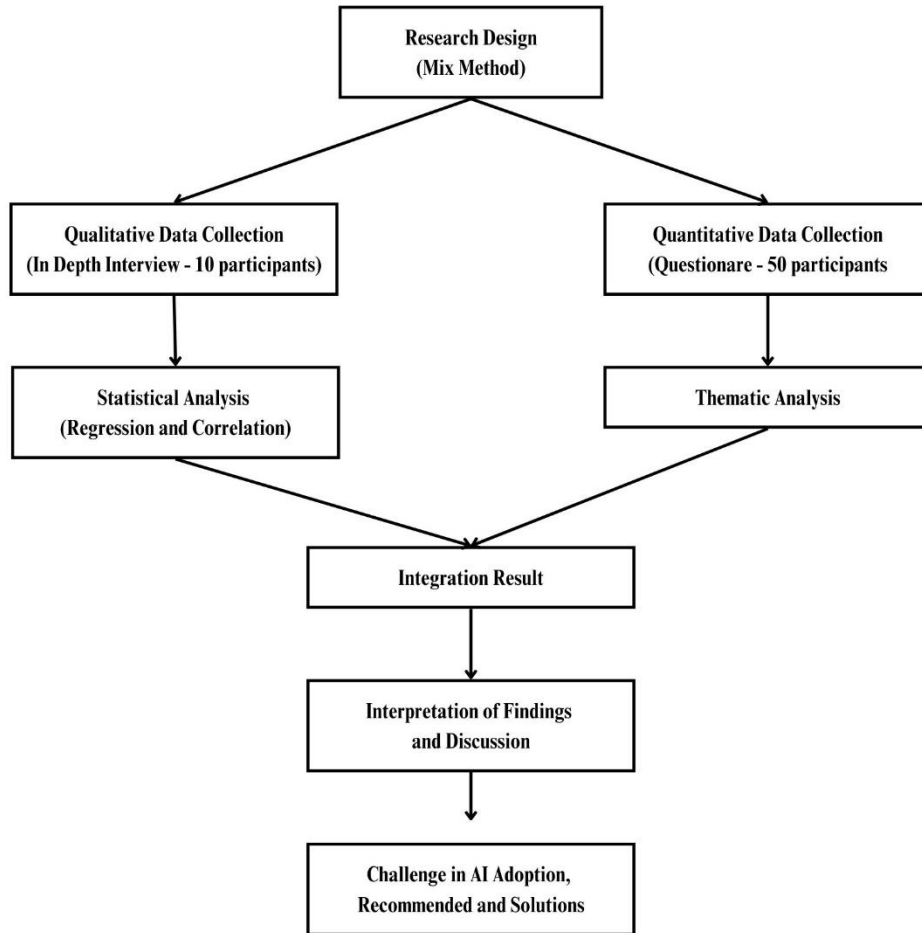 Research Design
(Mix Method)
Qualitative Data Collection
(In Depth Interview - 10 participants)
Quantitative Data Collection
(Questionare - 50 participants
Statistical Analysis
(Regression and Correlation)
Thematic Analysis
Integration Result
Interpretation of Findings
and Discussion
Challenge in AI Adoption,
Recommended and Solutions